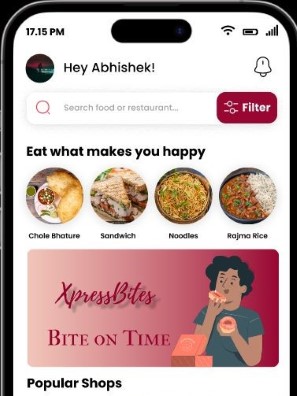 17.15 PM
Hey Abhishek!
Search food or restaurant...
Filter
Eat what makes you happy
Chole Bhature
Sandwich
Noodles
Rajma Rice
XpressBites
BITE ON TIME
Popular Shops